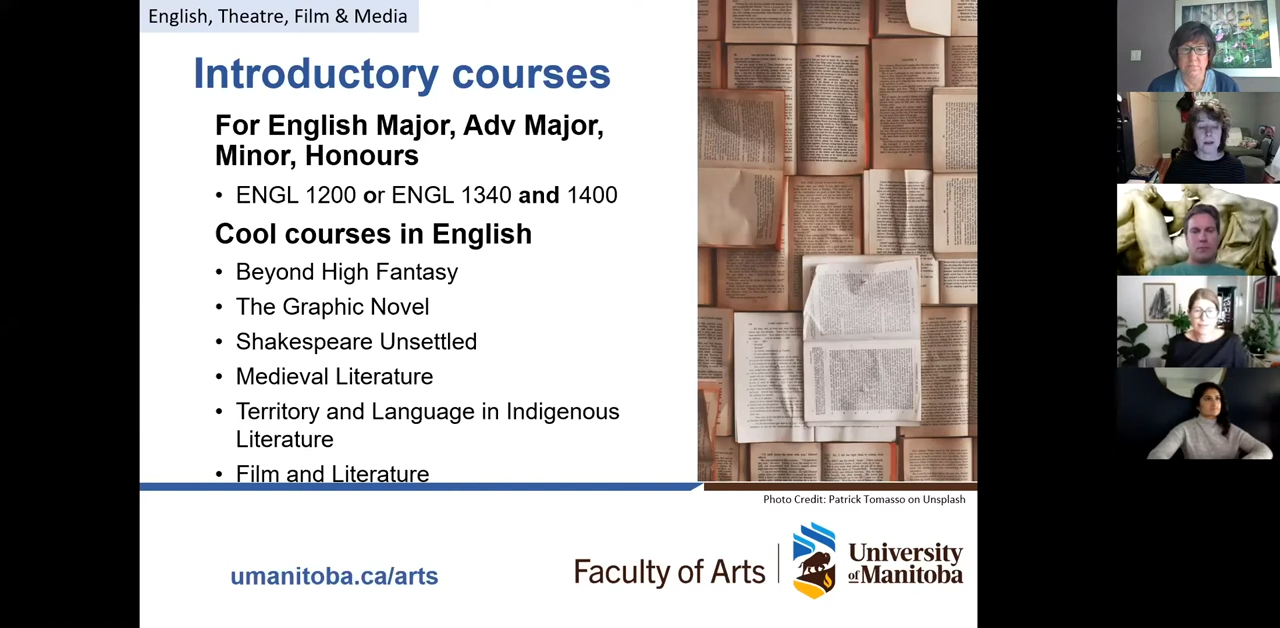 English, Theatre, Film & Media
Introductory courses
For English Major, Adv Major,
Minor, Honours
• ENGL 1200 or ENGL 1340 and 1400
Cool courses in English
• Beyond High Fantasy
• The Graphic Novel
• Shakespeare Unsettled
• Medieval Literature
• Territory and Language in Indigenous
Literature
• Film and Literature
Photo Credit: Patrick Tomasso on Unsplash
umanitoba.ca/arts
Faculty of Arts
University
of Manitoba